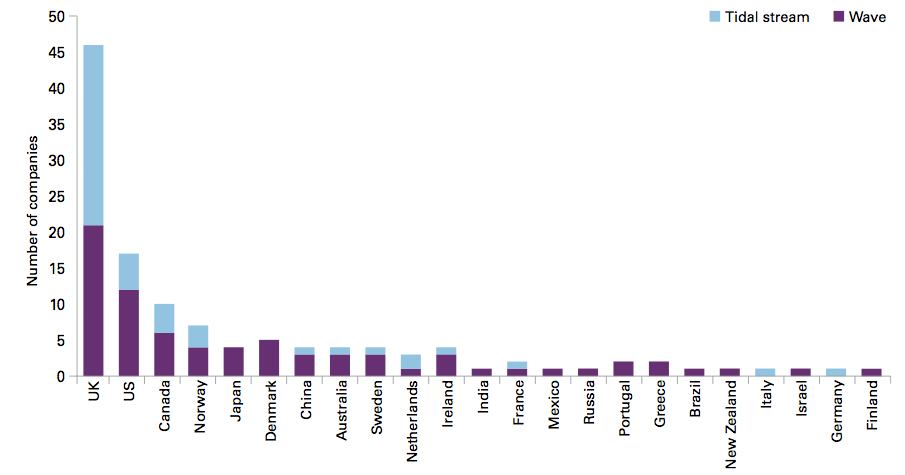 Tidal stream
Wave
Number of companies
50
45
40
35
30
25
20
15
10
5
0
UK
US
Canada
Norway
Japan
Denmark
China
Australia
Sweden
Netherlands
Ireland
India
France
Mexico
Russia
Portugal
Greece
Brazil
New Zealand
Italy
Israel
Germany
Finland